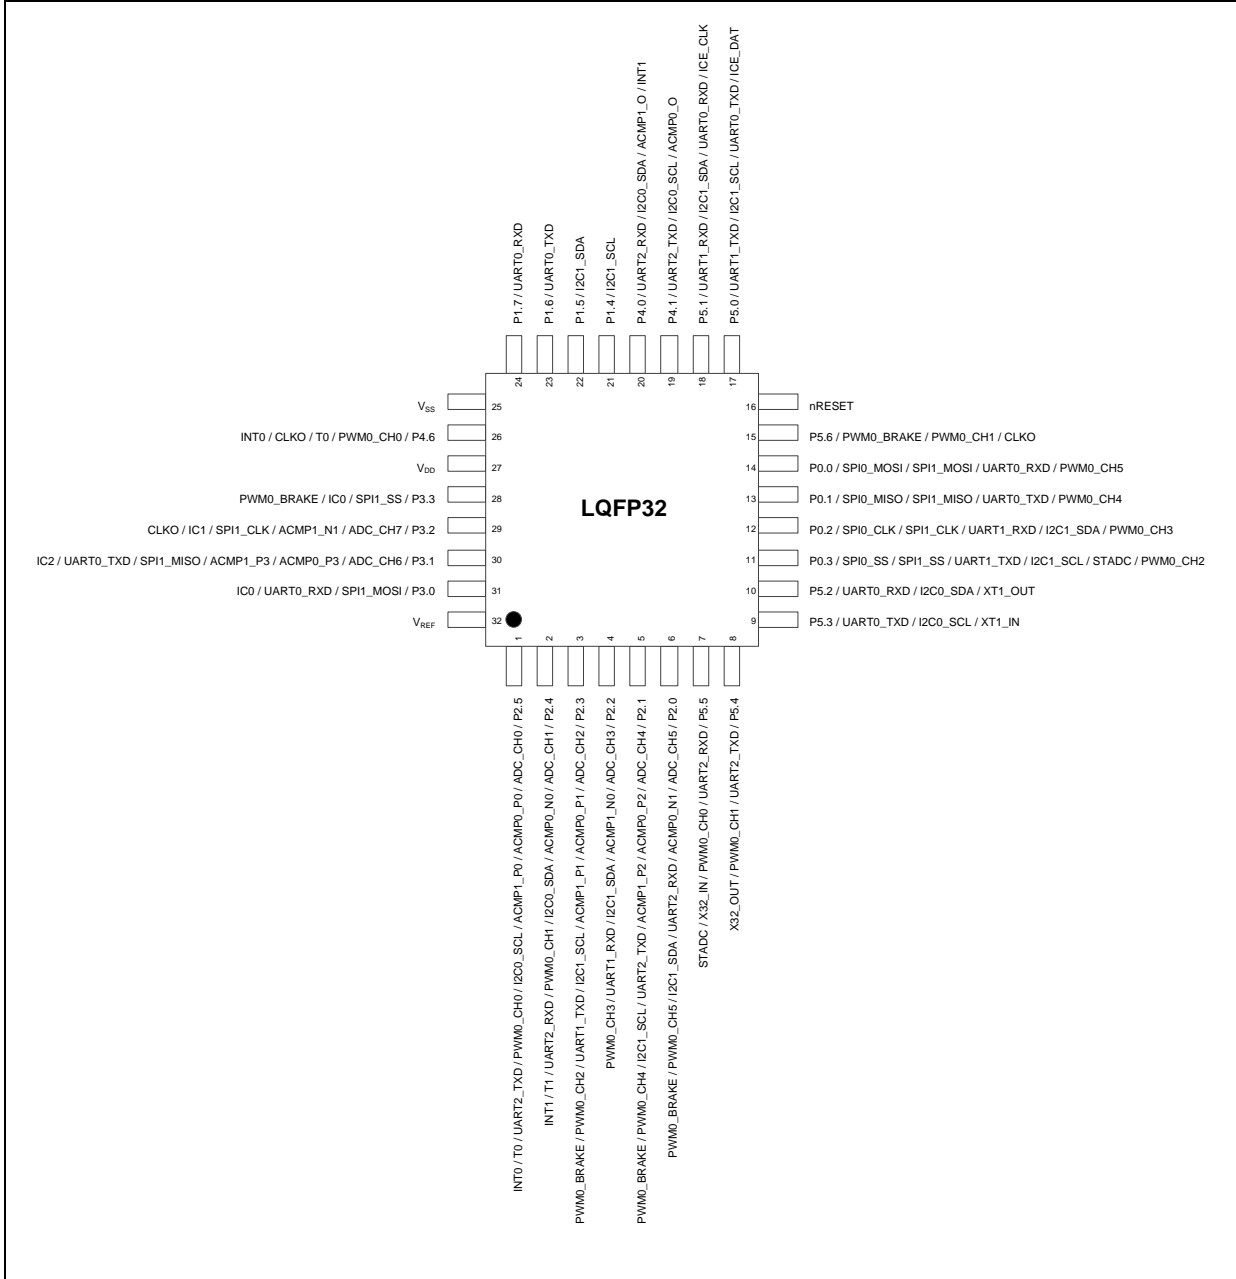 P1.7 / UART0_RXD
P1.6 / UART0_TXD
P1.5 / I2C1_SDA
P1.4 / I2C1_SCL
P4.0 / UART2_RXD / I2C0_SDA / ACMP1_O / INT1
P4.1 / UART2_TXD / I2C0_SCL / ACMP0_O
P5.1 / UART1_RXD / I2C1_SDA / UART0_RXD / ICE_CLK
P5.0 / UART1_TXD / I2C1_SCL / UART0_TXD / ICE_DAT
24
23
22
21
20
19
18
17
VSS 25
INT0 / CLKO / T0 / PWM0_CH0 / P4.6 26
VDD 27
PWM0_BRAKE / IC0 / SPI1_SS / P3.3 28
CLKO / IC1 / SPI1_CLK / ACMP1_N1 / ADC_CH7 / P3.2 29
IC2 / UART0_TXD / SPI1_MISO / ACMP1_P3 / ACMP0_P3 / ADC_CH6 / P3.1 30
IC0 / UART0_RXD / SPI1_MOSI / P3.0 31
VREF 32
LQFP32
16 nRESET
15 P5.6 / PWM0_BRAKE / PWM0_CH1 / CLKO
14 P0.0 / SPI0_MOSI / SPI1_MOSI / UART0_RXD / PWM0_CH5
13 P0.1 / SPI0_MISO / SPI1_MISO / UART0_TXD / PWM0_CH4
12 P0.2 / SPI0_CLK / SPI1_CLK / UART1_RXD / I2C1_SDA / PWM0_CH3
11 P0.3 / SPI0_SS / SPI1_SS / UART1_TXD / I2C1_SCL / STADC / PWM0_CH2
10 P5.2 / UART0_RXD / I2C0_SDA / XT1_OUT
9 P5.3 / UART0_TXD / I2C0_SCL / XT1_IN
1
2
3
4
5
6
7
8
INT0 / T0 / UART2_TXD / PWM0_CH0 / I2C0_SCL / ACMP1_P0 / ACMP0_P0 / ADC_CH0 / P2.5
INT1 / T1 / UART2_RXD / PWM0_CH1 / I2C0_SDA / ACMP0_N0 / ADC_CH1 / P2.4
PWM0_BRAKE / PWM0_CH2 / UART1_TXD / I2C1_SCL / ACMP1_P1 / ACMP0_P1 / ADC_CH2 / P2.3
PWM0_CH3 / UART1_RXD / I2C1_SDA / ACMP1_N0 / ADC_CH3 / P2.2
PWM0_BRAKE / PWM0_CH4 / I2C1_SCL / UART2_TXD / ACMP1_P2 / ACMP0_P2 / ADC_CH4 / P2.1
PWM0_BRAKE / PWM0_CH5 / I2C1_SDA / UART2_RXD / ACMP0_N1 / ADC_CH5 / P2.0
STADC / X32_IN / PWM0_CH0 / UART2_RXD / P5.5
X32_OUT / PWM0_CH1 / UART2_TXD / P5.4